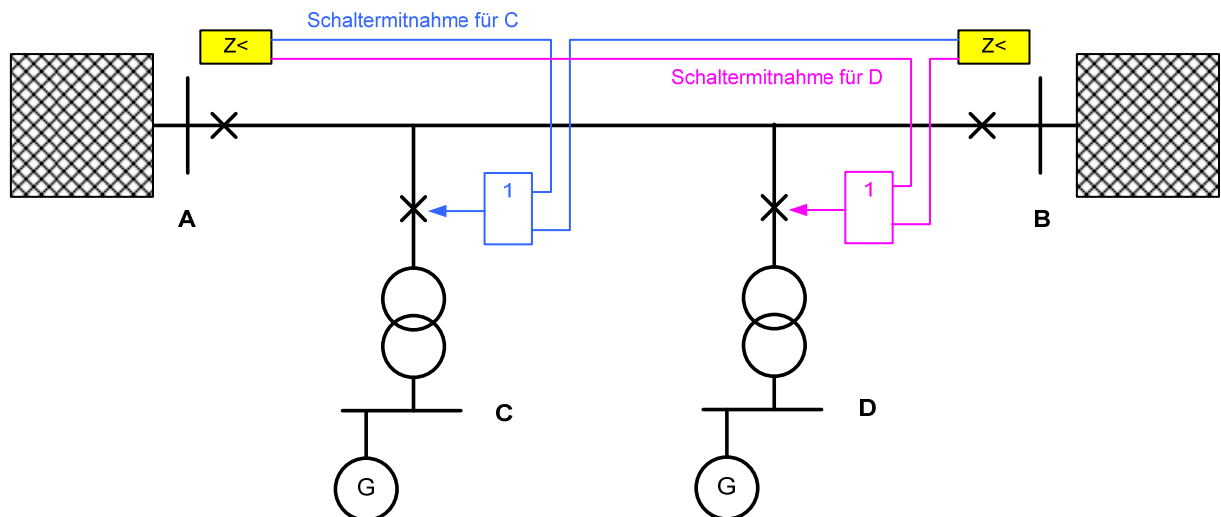 Schaltermitnahme für C
Z<
Z<
Schaltermitnahme für D
1
1
A
B
C
D
G
G